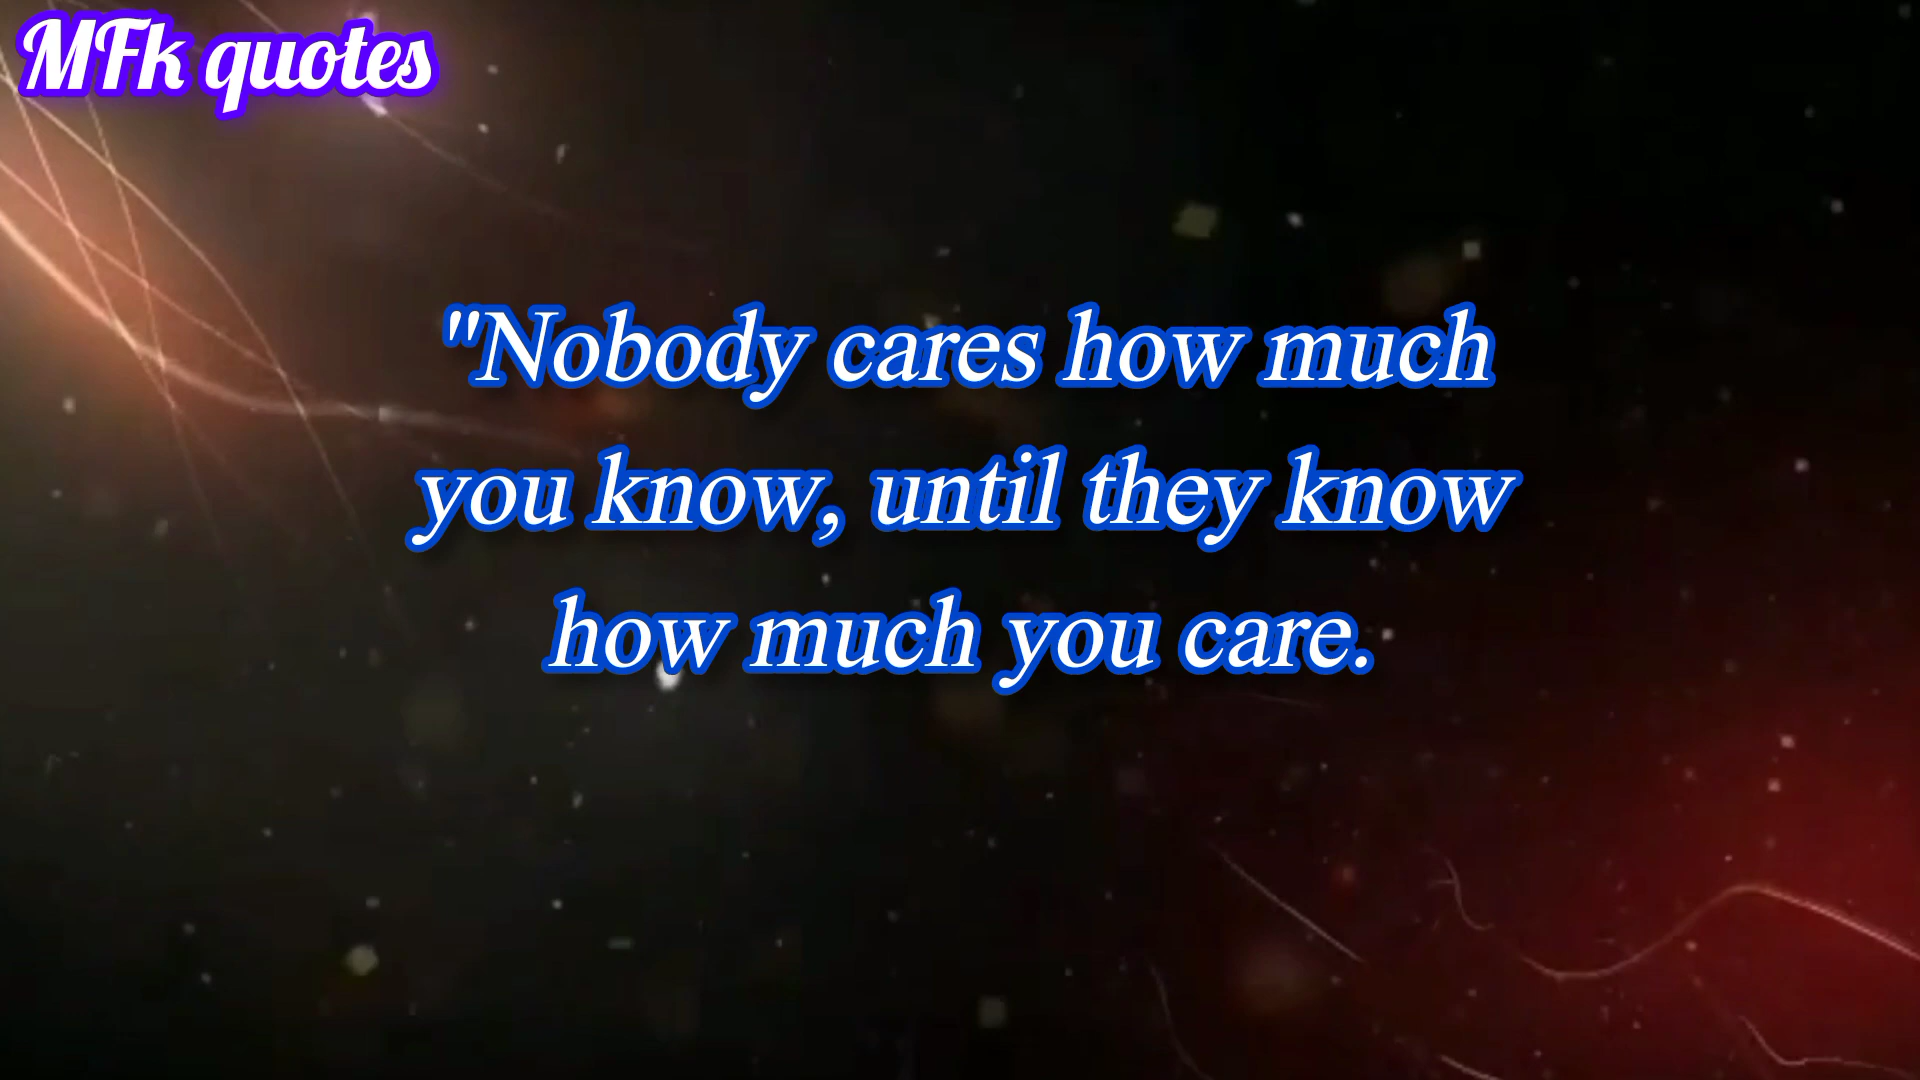 MFk quotes
"Nobody cares how much
you know, until they know
how much you care.